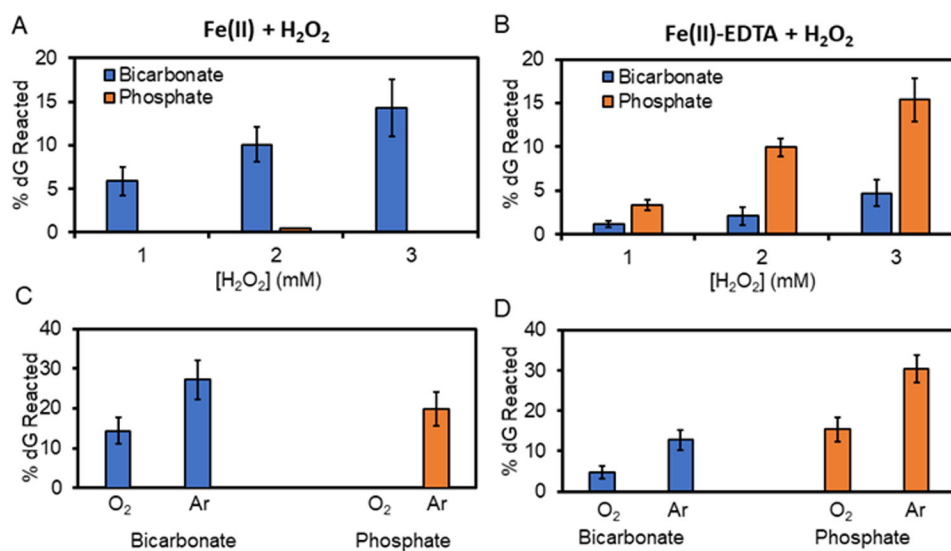 A
Fe(II) + H₂O₂
% dG Reacted
20
15
10
5
0
Bicarbonate
Phosphate
1 2 3
[H₂O₂] (mM)
B
Fe(II)-EDTA + H₂O₂
% dG Reacted
20
15
10
5
0
Bicarbonate
Phosphate
1 2 3
[H₂O₂] (mM)
C
% dG Reacted
40
30
20
10
0
O₂ Ar O₂ Ar
Bicarbonate Phosphate
D
% dG Reacted
40
30
20
10
0
O₂ Ar O₂ Ar
Bicarbonate Phosphate